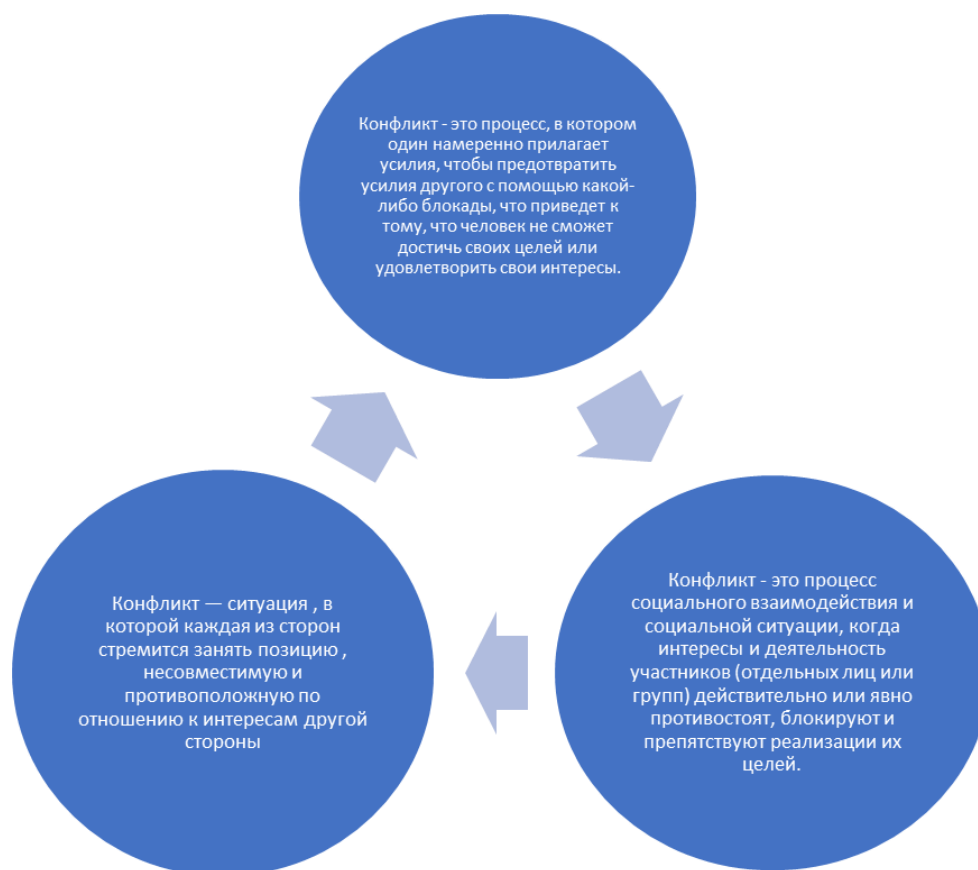 Конфликт - это процесс, в котором
один намеренно прилагает
усилия, чтобы предотвратить
усилия другого с помощью какой-
либо блокады, что приведет к
тому, что человек не сможет
достичь своих целей или
удовлетворить свои интересы.
Конфликт - это процесс
социального взаимодействия и
социальной ситуации, когда
интересы и деятельность
участников (отдельных лиц или
групп) действительно или явно
противостоят, блокируют и
препятствуют реализации их
целей.
Конфликт — ситуация , в
которой каждая из сторон
стремится занять позицию ,
несовместимую и
противоположную по
отношению к интересам другой
стороны